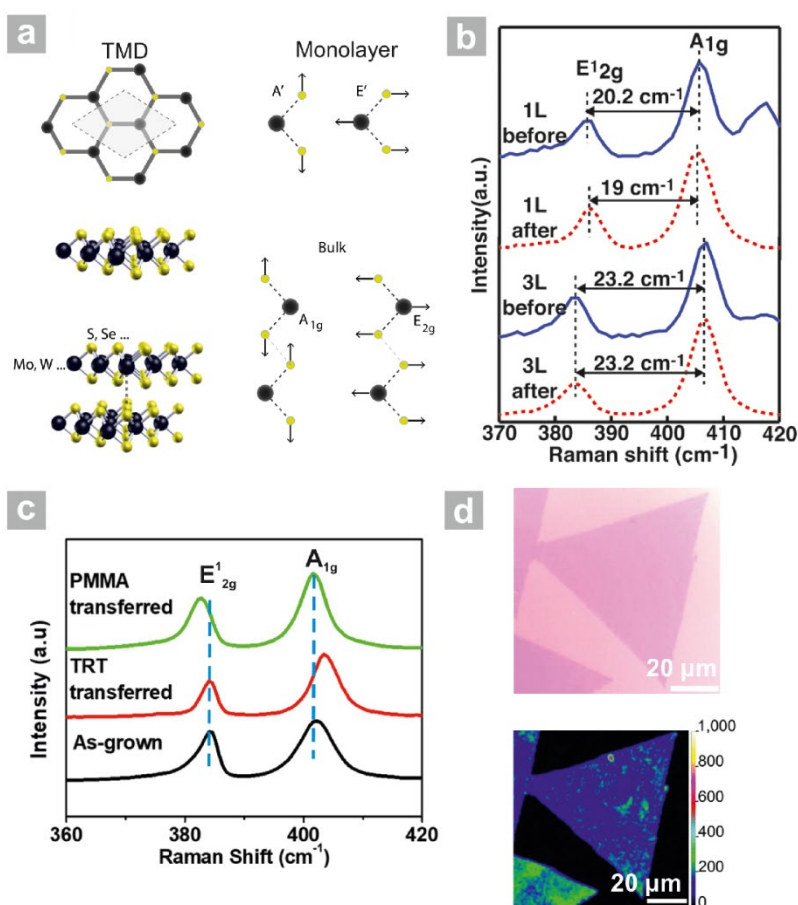 a
TMD
Monolayer
A'
E'
Bulk
A1g
E2g
S, Se ...
Mo, W ...
b
E¹2g
A1g
1L before
20.2 cm-1
1L after
19 cm-1
3L before
23.2 cm-1
3L after
23.2 cm-1
Intensity(a.u.)
370 380 390 400 410 420
Raman shift (cm-1)
c
PMMA transferred
E¹2g
A1g
TRT transferred
As-grown
Intensity (a.u)
360 380 400 420
Raman Shift (cm-1)
d
20 µm
1,000
800
600
400
200
0
20 µm